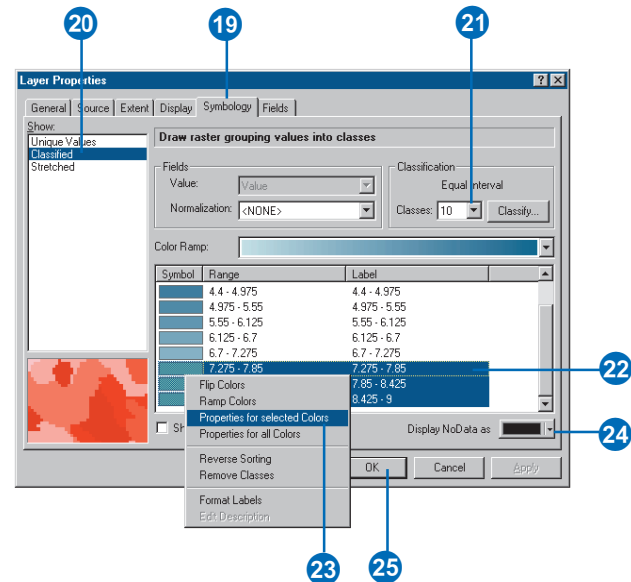 20
19
21
Layer Properties
General Source Extent Display Symbology Fields
Show:
Unique Values
Classified
Stretched
Draw raster grouping values into classes
Fields
Value: Value
Normalization: <NONE>
Classification
Equal Interval
Classes: 10 Classify...
Color Ramp:
Symbol Range Label
4.4 - 4.975 4.4 - 4.975
4.975 - 5.55 4.975 - 5.55
5.55 - 6.125 5.55 - 6.125
6.125 - 6.7 6.125 - 6.7
6.7 - 7.275 6.7 - 7.275
7.275 - 7.85 7.275 - 7.85
7.85 - 8.425
8.425 - 9
22
Flip Colors
Ramp Colors
Properties for selected Colors
Properties for all Colors
Reverse Sorting
Remove Classes
Format Labels
Edit Description
Display NoData as
24
OK Cancel Apply
23
25